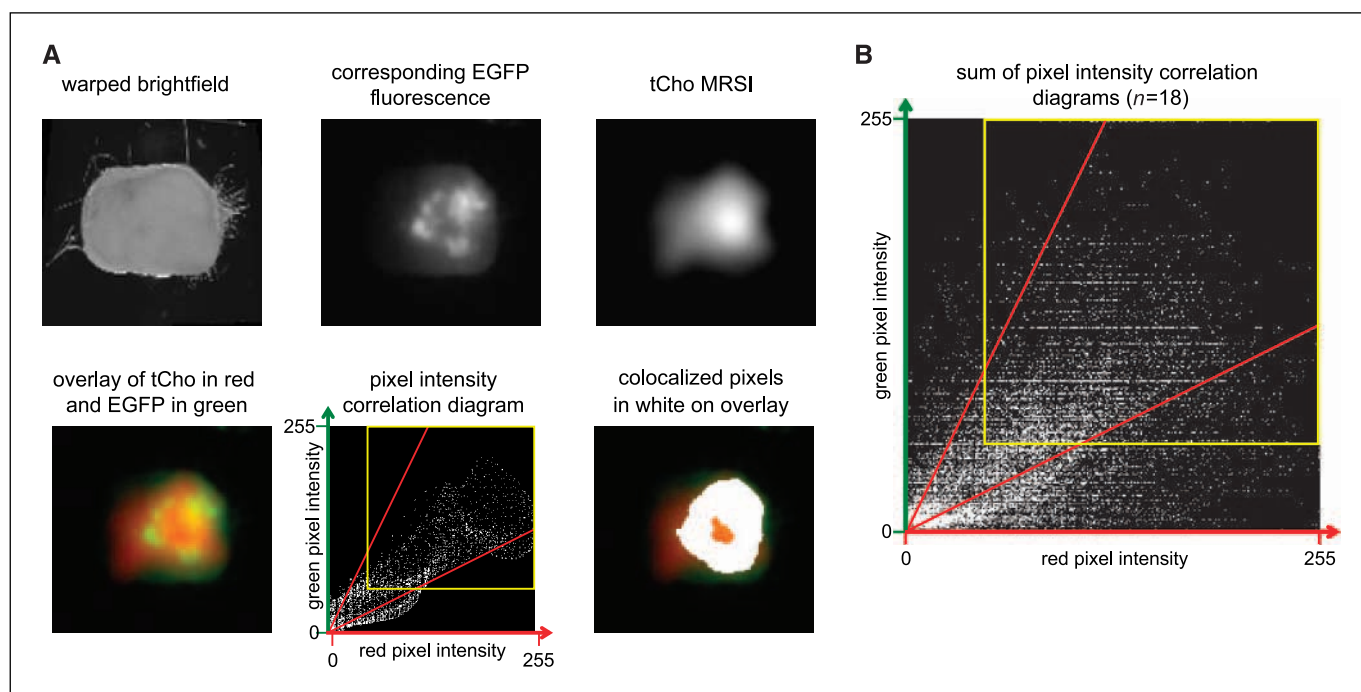 A
warped brightfield
corresponding EGFP
fluorescence
tCho MRSI
overlay of tCho in red
and EGFP in green
pixel intensity
correlation diagram
255
green pixel intensity
0
0
red pixel intensity
255
colocalized pixels
in white on overlay
B
sum of pixel intensity correlation
diagrams (n=18)
255
green pixel intensity
0
0
red pixel intensity
255